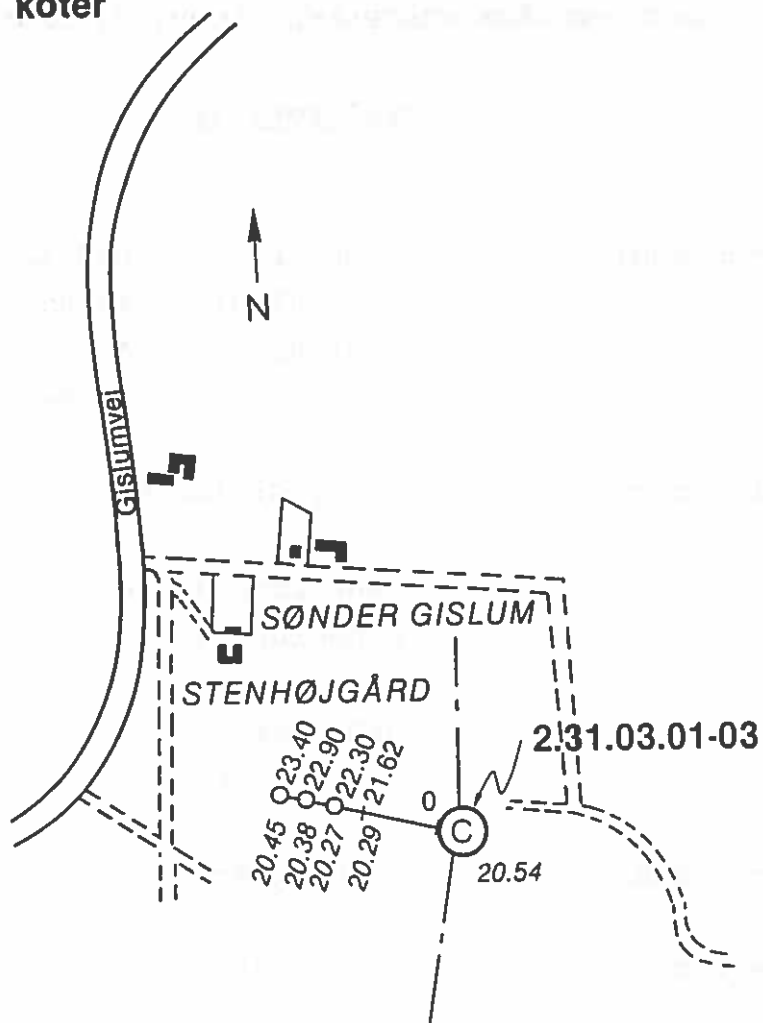 koter
N
Gislumvej
SØNDER GISLUM
STENHØJGÅRD
2.31.03.01-03
23.40
22.90
22.30
21.62
0
C
20.45
20.38
20.27
20.29
20.54